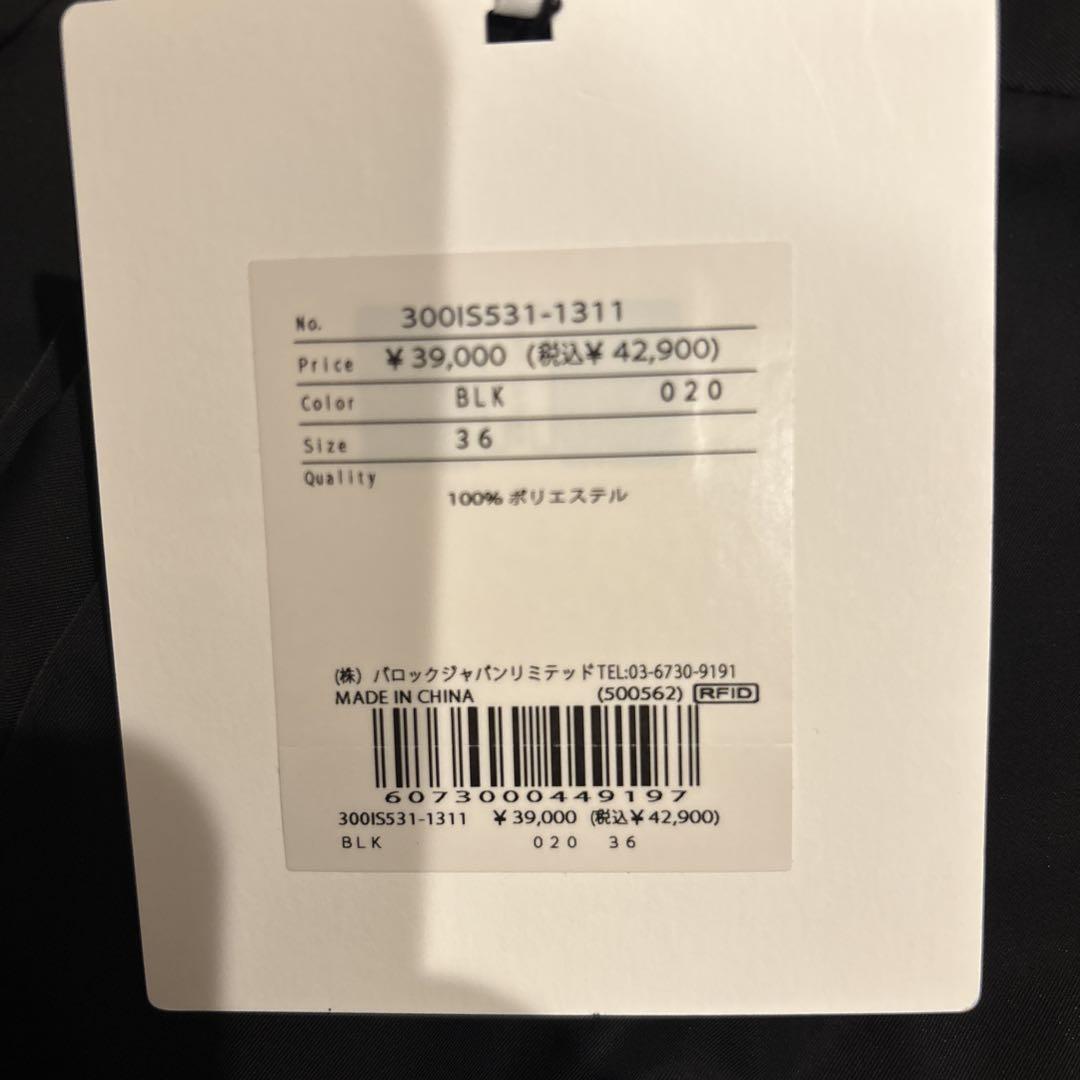 No. 300IS531-1311
Price ¥39,000 (税込¥42,900)
Color BLK 020
Size 36
Quality
100% ポリエステル
(株) バロックジャパンリミテッドTEL:03-6730-9191
MADE IN CHINA (500562) RFID
6073000449197
300IS531-1311 ¥39,000 (税込¥42,900)
BLK 020 36